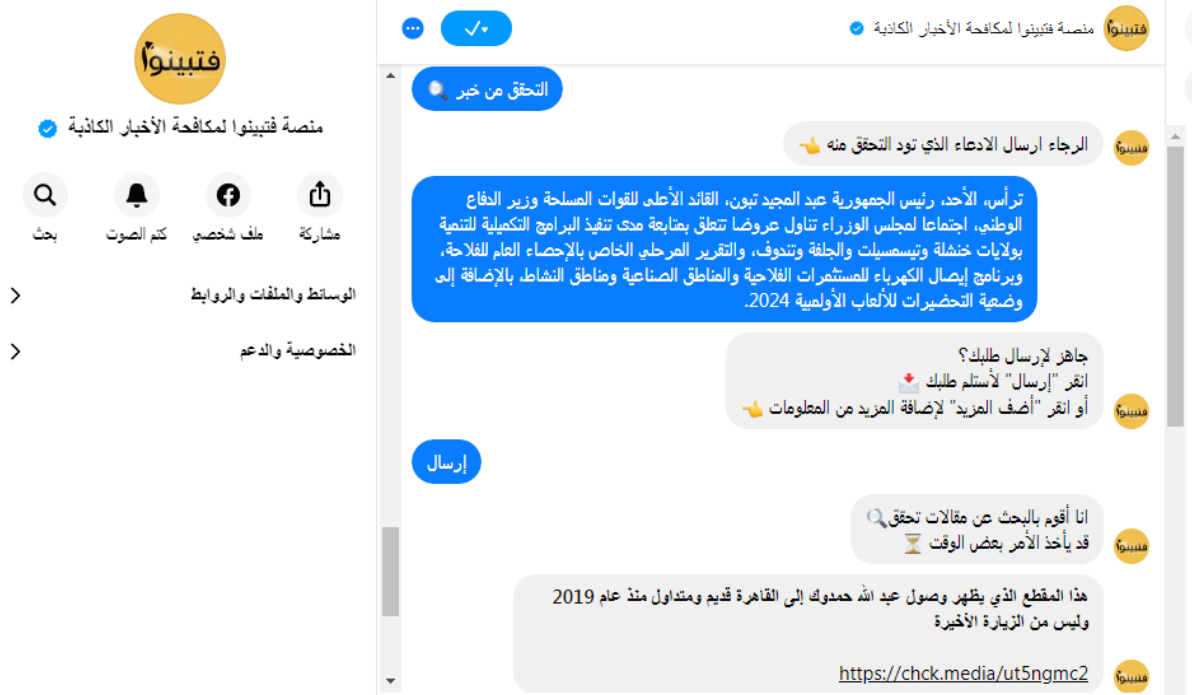 فتبينوا
منصة فتبينوا لمكافحة الأخبار الكاذبة
التحقق من خبر
الرجاء ارسال الادعاء الذي تود التحقق منه
فتبينوا
ترأس، الأحد، رئيس الجمهورية عبد المجيد تبون، القائد الأعلى للقوات المسلحة وزير الدفاع
الوطني، اجتماعا لمجلس الوزراء تناول عروضا تتعلق بمتابعة مدى تنفيذ البرامج التكميلية للتنمية
بولايات خنشلة وتيسمسيلت والجلفة وتندوف، والتقرير المرحلي الخاص بالإحصاء العام للفلاحة،
وبرنامج إيصال الكهرباء للمستثمرات الفلاحية والمناطق الصناعية ومناطق النشاط، بالإضافة إلى
وضعية التحضيرات للألعاب الأولمبية 2024.
جاهز لإرسال طلبك؟
انقر "إرسال" لأستلم طلبك
أو انقر "أضف المزيد" لإضافة المزيد من المعلومات
فتبينوا
إرسال
انا أقوم بالبحث عن مقالات تحقق
قد يأخذ الأمر بعض الوقت
فتبينوا
هذا المقطع الذي يظهر وصول عبد الله حمدوك إلى القاهرة قديم ومتداول منذ عام 2019
وليس من الزيارة الأخيرة
https://chck.media/ut5ngmc2
فتبينوا
فتبينوا
منصة فتبينوا لمكافحة الأخبار الكاذبة
مشاركة
ملف شخصي
كتم الصوت
بحث
الوسائط والملفات والروابط
الخصوصية والدعم